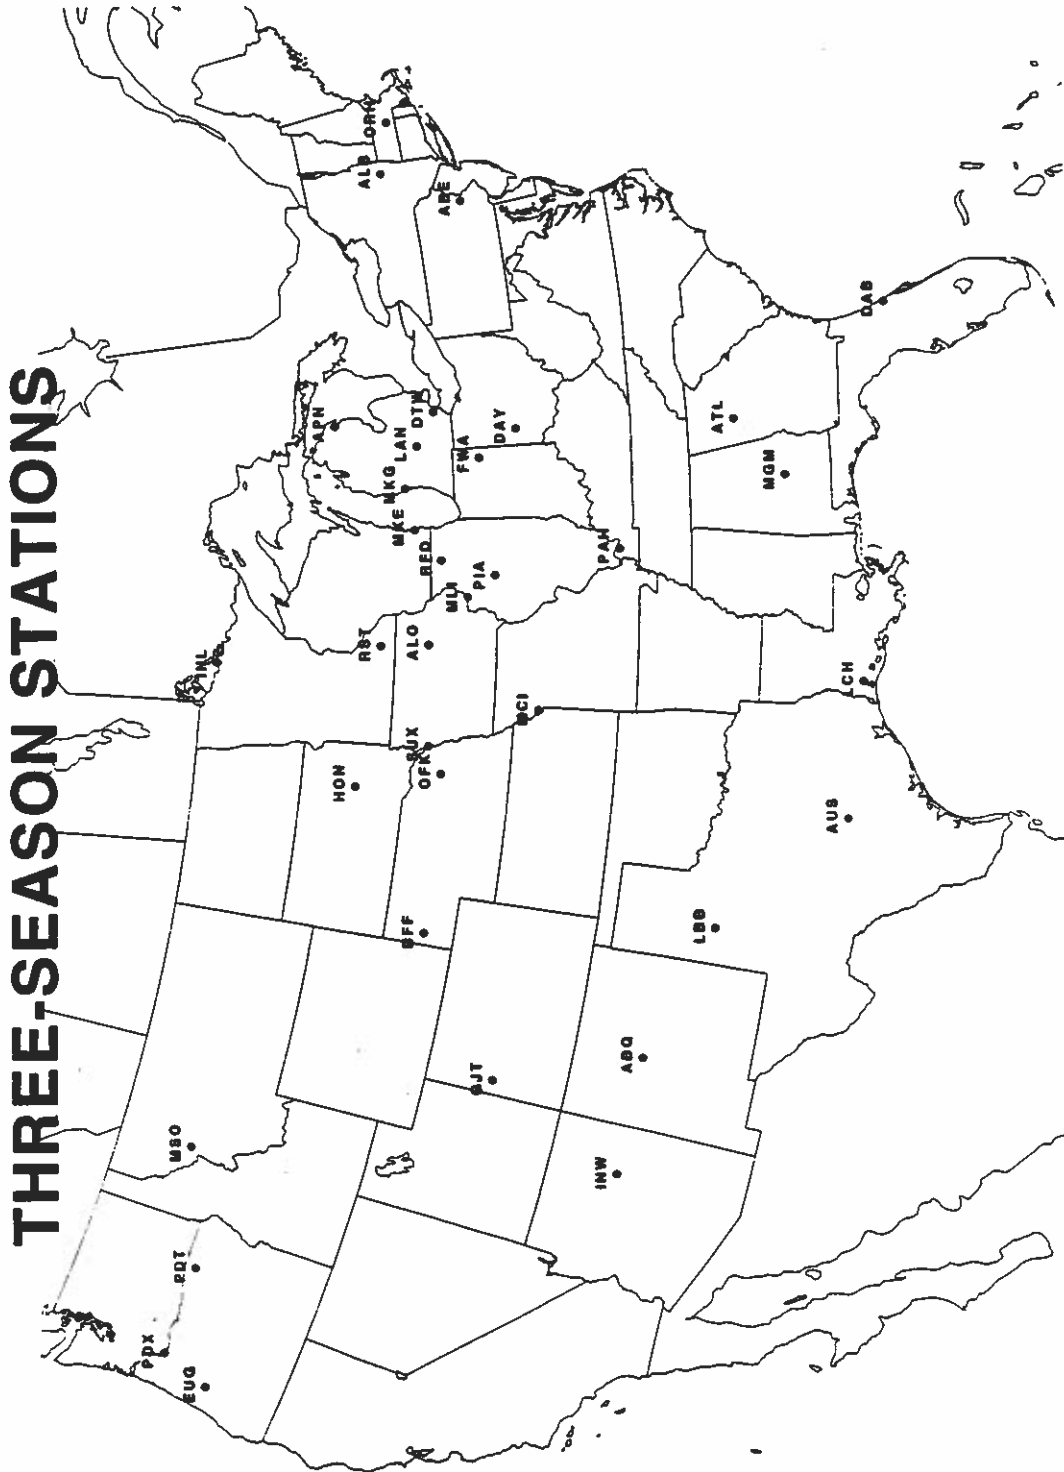 THREE-SEASON STATIONS
INL
APN
ALB
ORH
MSO
PDX
PDT
EUG
HON
RST
ALO
MKE
MKG
LAN
DTW
ABE
BFF
OFK
SUX
MLI
RFD
PIA
FWA
DAY
GJT
MCI
PAH
INW
ABQ
LBB
ATL
MGM
AUS
LCH
DAB